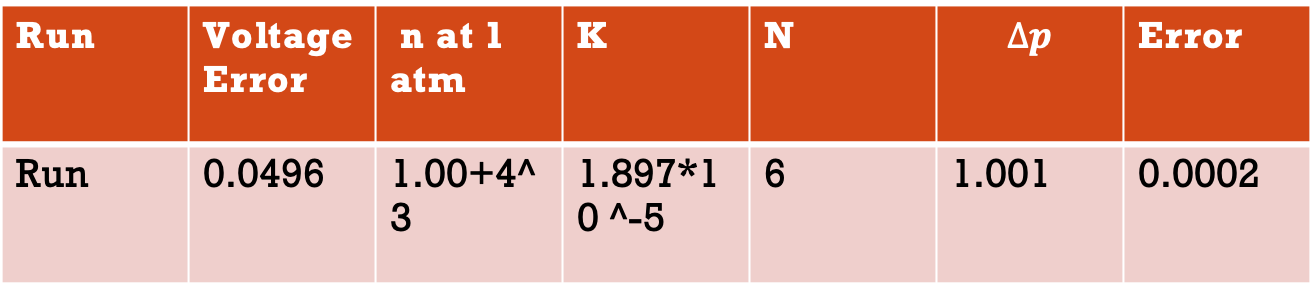 Run
Voltage
Error
n at 1
atm
K
N
Δp
Error
Run
0.0496
1.00+4^
3
1.897*1
0 ^-5
6
1.001
0.0002